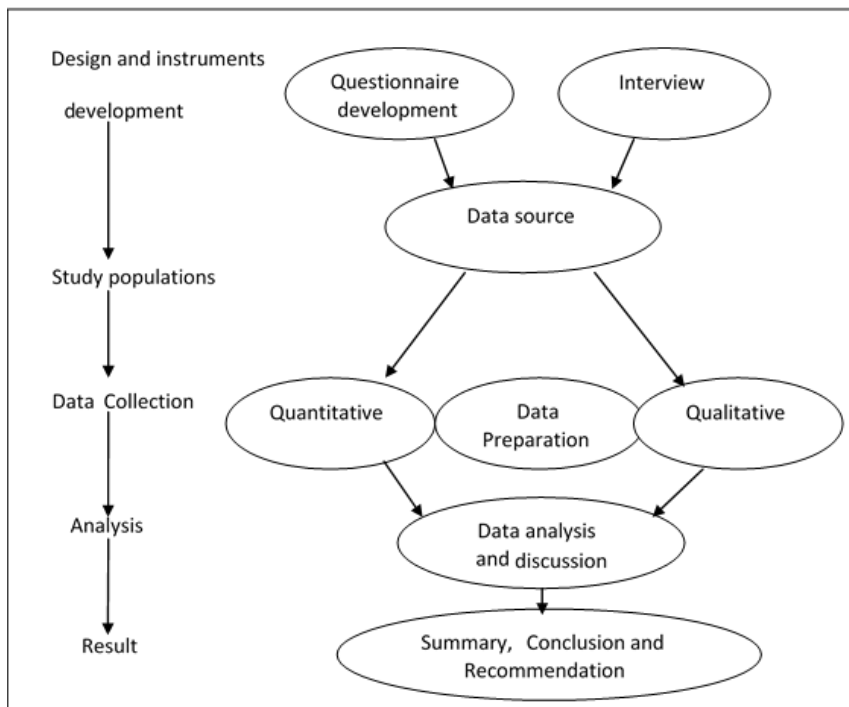 Design and instruments
development
Study populations
Data Collection
Analysis
Result
Questionnaire
development
Interview
Data source
Quantitative
Data
Preparation
Qualitative
Data analysis
and discussion
Summary, Conclusion and
Recommendation